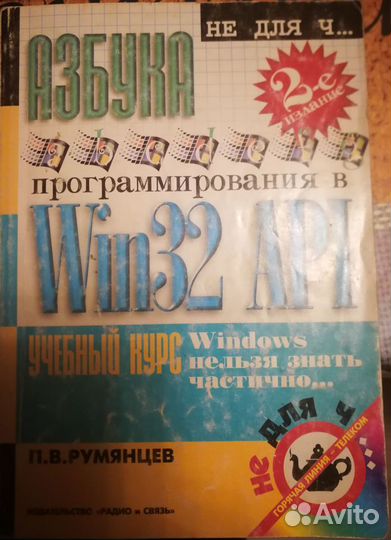 НЕ ДЛЯ Ч...
АЗБУКА
2-е
издание
a b c d e f g
программирования в
Win32 API
УЧЕБНЫЙ КУРС
Windows
нельзя знать
частично...
не для ч...
ГОРЯЧАЯ ЛИНИЯ - ТЕЛЕКОМ
П.В.РУМЯНЦЕВ
ИЗДАТЕЛЬСТВО «РАДИО и СВЯЗЬ»
Avito